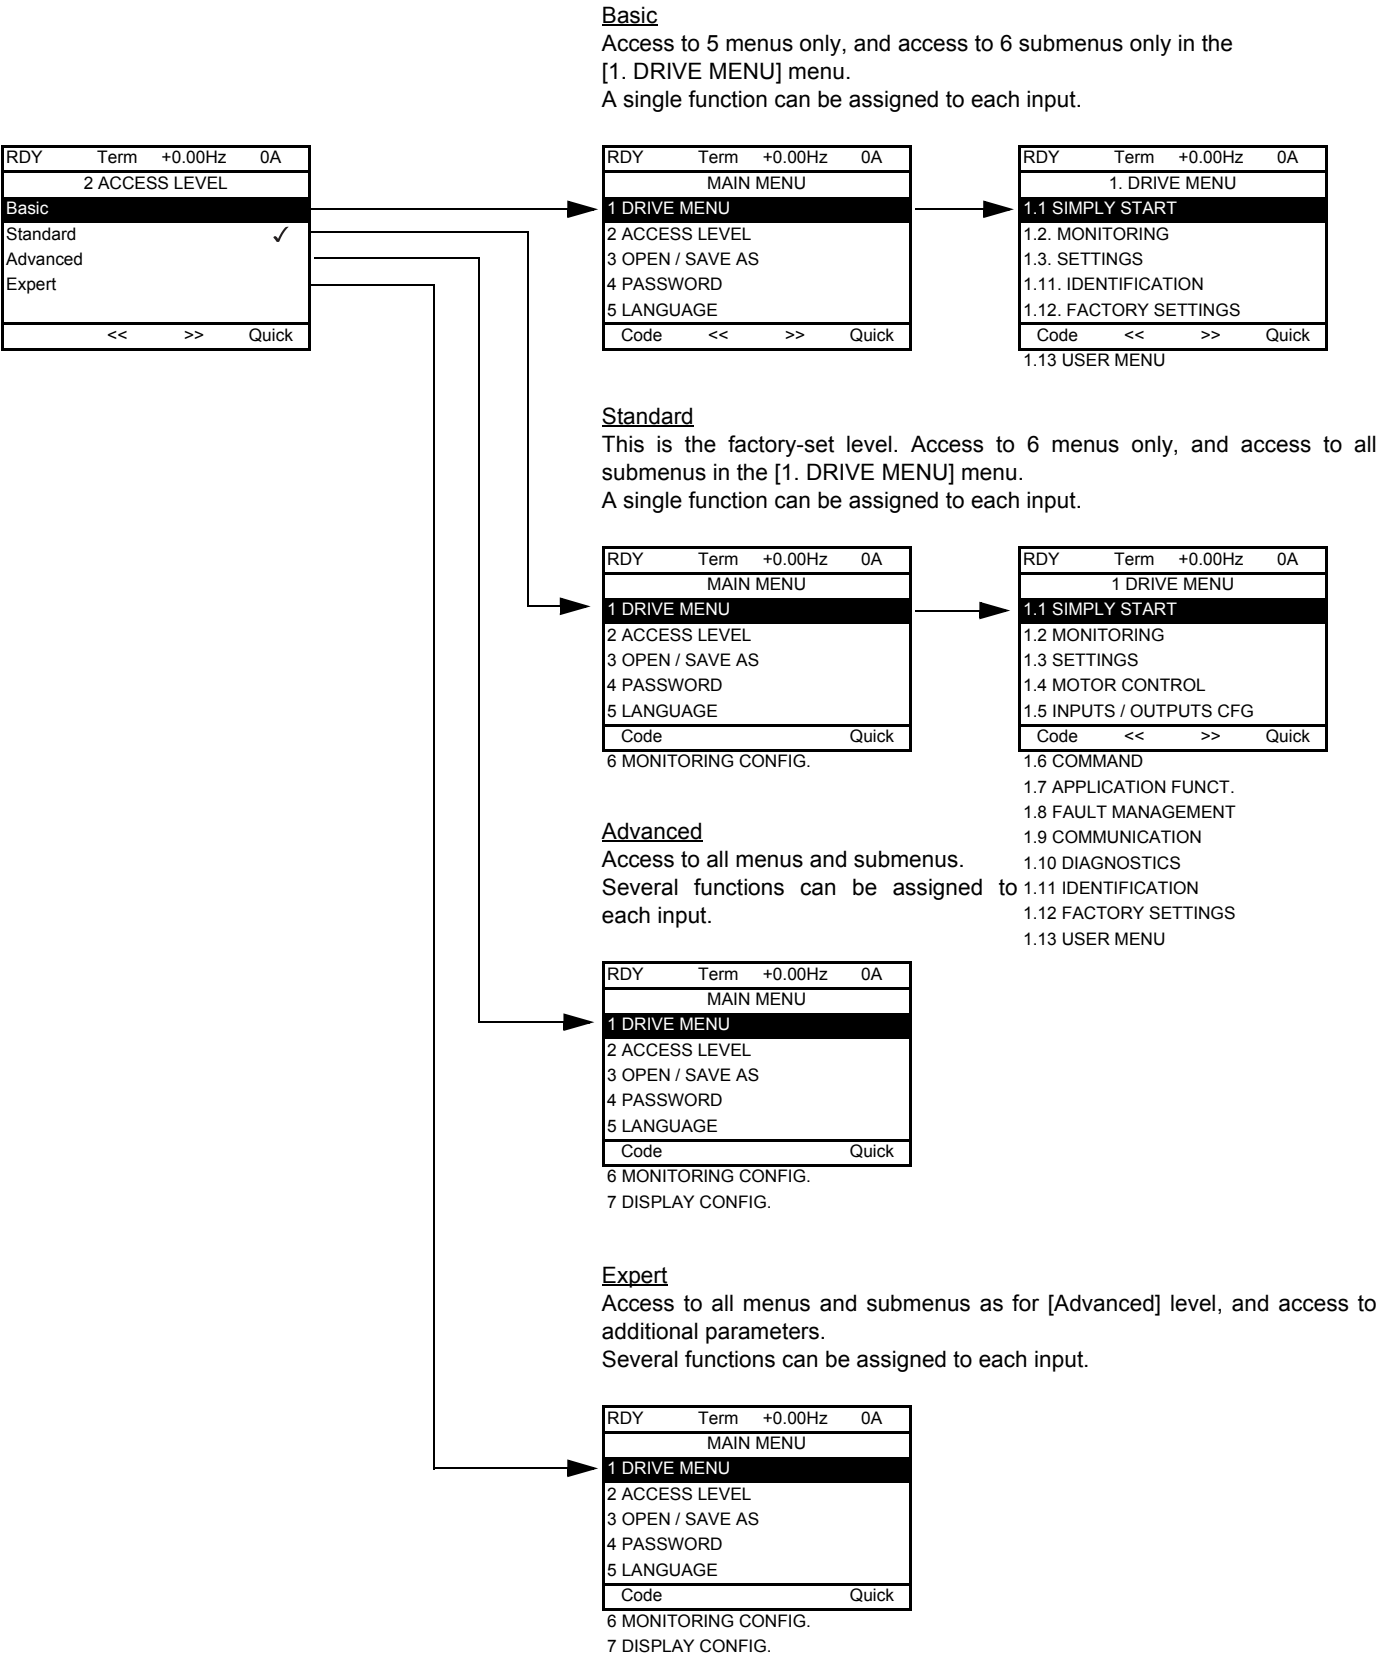 Basic
Access to 5 menus only, and access to 6 submenus only in the
[1. DRIVE MENU] menu.
A single function can be assigned to each input.
RDY Term +0.00Hz 0A
2 ACCESS LEVEL
Basic
Standard ✓
Advanced
Expert
<< >> Quick
RDY Term +0.00Hz 0A
MAIN MENU
1 DRIVE MENU
2 ACCESS LEVEL
3 OPEN / SAVE AS
4 PASSWORD
5 LANGUAGE
Code << >> Quick
RDY Term +0.00Hz 0A
1. DRIVE MENU
1.1 SIMPLY START
1.2. MONITORING
1.3. SETTINGS
1.11. IDENTIFICATION
1.12. FACTORY SETTINGS
Code << >> Quick
1.13 USER MENU
Standard
This is the factory-set level. Access to 6 menus only, and access to all
submenus in the [1. DRIVE MENU] menu.
A single function can be assigned to each input.
RDY Term +0.00Hz 0A
MAIN MENU
1 DRIVE MENU
2 ACCESS LEVEL
3 OPEN / SAVE AS
4 PASSWORD
5 LANGUAGE
Code Quick
6 MONITORING CONFIG.
RDY Term +0.00Hz 0A
1 DRIVE MENU
1.1 SIMPLY START
1.2 MONITORING
1.3 SETTINGS
1.4 MOTOR CONTROL
1.5 INPUTS / OUTPUTS CFG
Code << >> Quick
1.6 COMMAND
1.7 APPLICATION FUNCT.
1.8 FAULT MANAGEMENT
1.9 COMMUNICATION
1.10 DIAGNOSTICS
1.11 IDENTIFICATION
1.12 FACTORY SETTINGS
1.13 USER MENU
Advanced
Access to all menus and submenus.
Several functions can be assigned to
each input.
RDY Term +0.00Hz 0A
MAIN MENU
1 DRIVE MENU
2 ACCESS LEVEL
3 OPEN / SAVE AS
4 PASSWORD
5 LANGUAGE
Code Quick
6 MONITORING CONFIG.
7 DISPLAY CONFIG.
Expert
Access to all menus and submenus as for [Advanced] level, and access to
additional parameters.
Several functions can be assigned to each input.
RDY Term +0.00Hz 0A
MAIN MENU
1 DRIVE MENU
2 ACCESS LEVEL
3 OPEN / SAVE AS
4 PASSWORD
5 LANGUAGE
Code Quick
6 MONITORING CONFIG.
7 DISPLAY CONFIG.